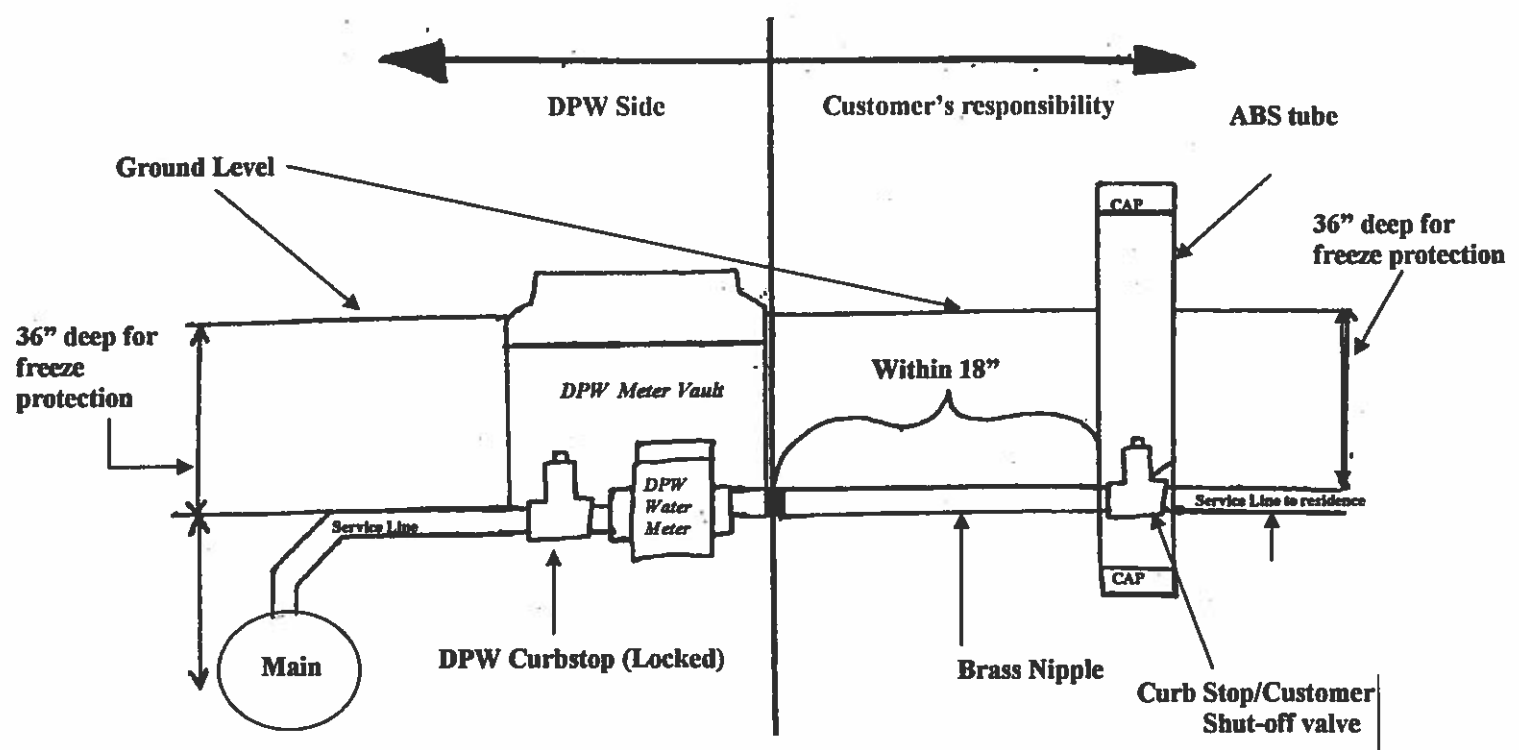 DPW Side
Customer's responsibility
ABS tube
Ground Level
CAP
36” deep for
freeze protection
36” deep for
freeze
protection
Within 18”
DPW Meter Vault
DPW
Water
Meter
Service Line
Service Line to residence
CAP
Main
DPW Curbstop (Locked)
Brass Nipple
Curb Stop/Customer
Shut-off valve